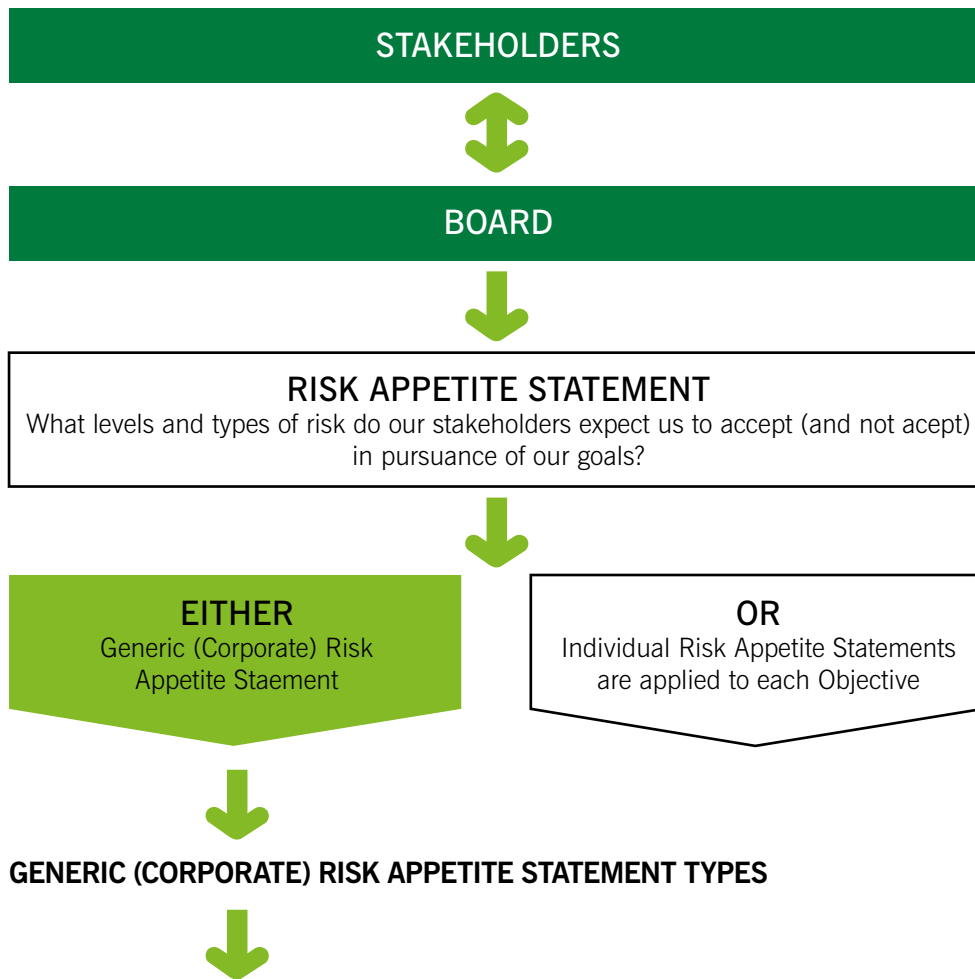 STAKEHOLDERS
BOARD
RISK APPETITE STATEMENT
What levels and types of risk do our stakeholders expect us to accept (and not acept)
in pursuance of our goals?
EITHER
Generic (Corporate) Risk
Appetite Staement
OR
Individual Risk Appetite Statements
are applied to each Objective
GENERIC (CORPORATE) RISK APPETITE STATEMENT TYPES